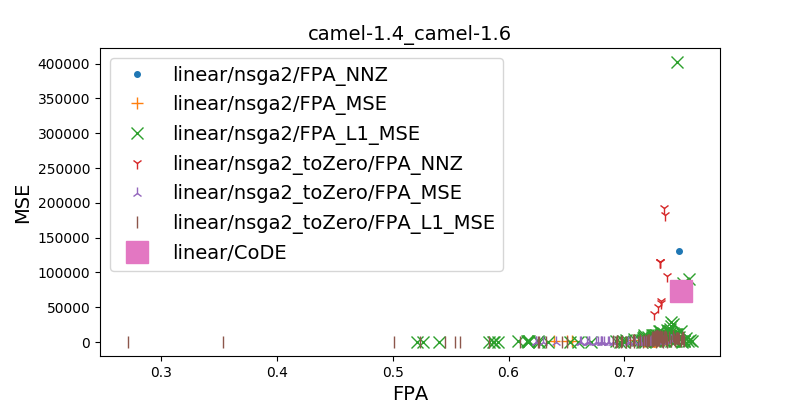 camel-1.4_camel-1.6
400000
350000
300000
250000
200000
150000
100000
50000
0
MSE
linear/nsga2/FPA_NNZ
linear/nsga2/FPA_MSE
linear/nsga2/FPA_L1_MSE
linear/nsga2_toZero/FPA_NNZ
linear/nsga2_toZero/FPA_MSE
linear/nsga2_toZero/FPA_L1_MSE
linear/CoDE
0.3 0.4 0.5 0.6 0.7
FPA